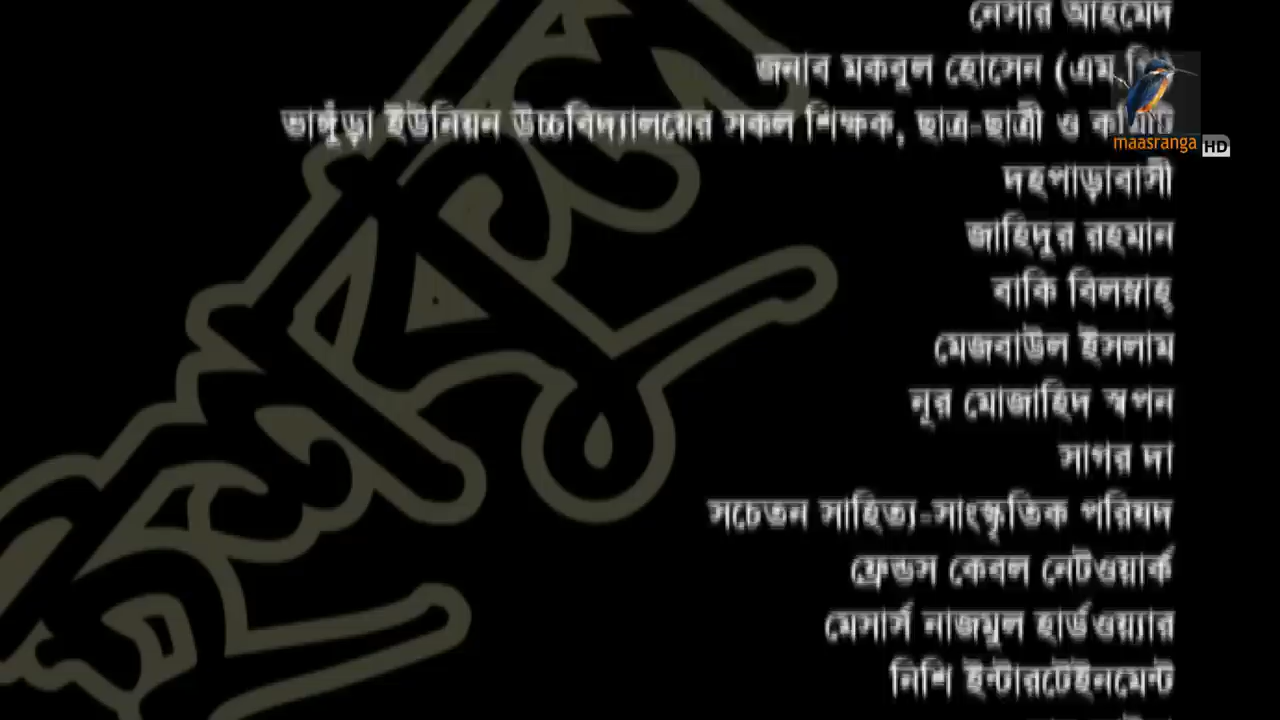 নেসার আহমেদ
জনাব মকবুল হোসেন (এম
ভাঙ্গুঁড়া ইউনিয়ন উচ্চবিদ্যালয়ের সকল শিক্ষক, ছাত্র-ছাত্রী ও
maasranga HD
দহপাড়াবাসী
জাহিদুর রহমান
বাকি বিলল্লাহ্
মেজবাউল ইসলাম
নূর মোজাহিদ স্বপন
সাগর দা
সচেতন সাহিত্য-সাংস্কৃতিক পরিষদ
ফ্রেন্ডস কেবল নেটওয়ার্ক
মেসার্স নাজমুল হার্ডওয়্যার
নিশি ইন্টারটেইনমেন্ট